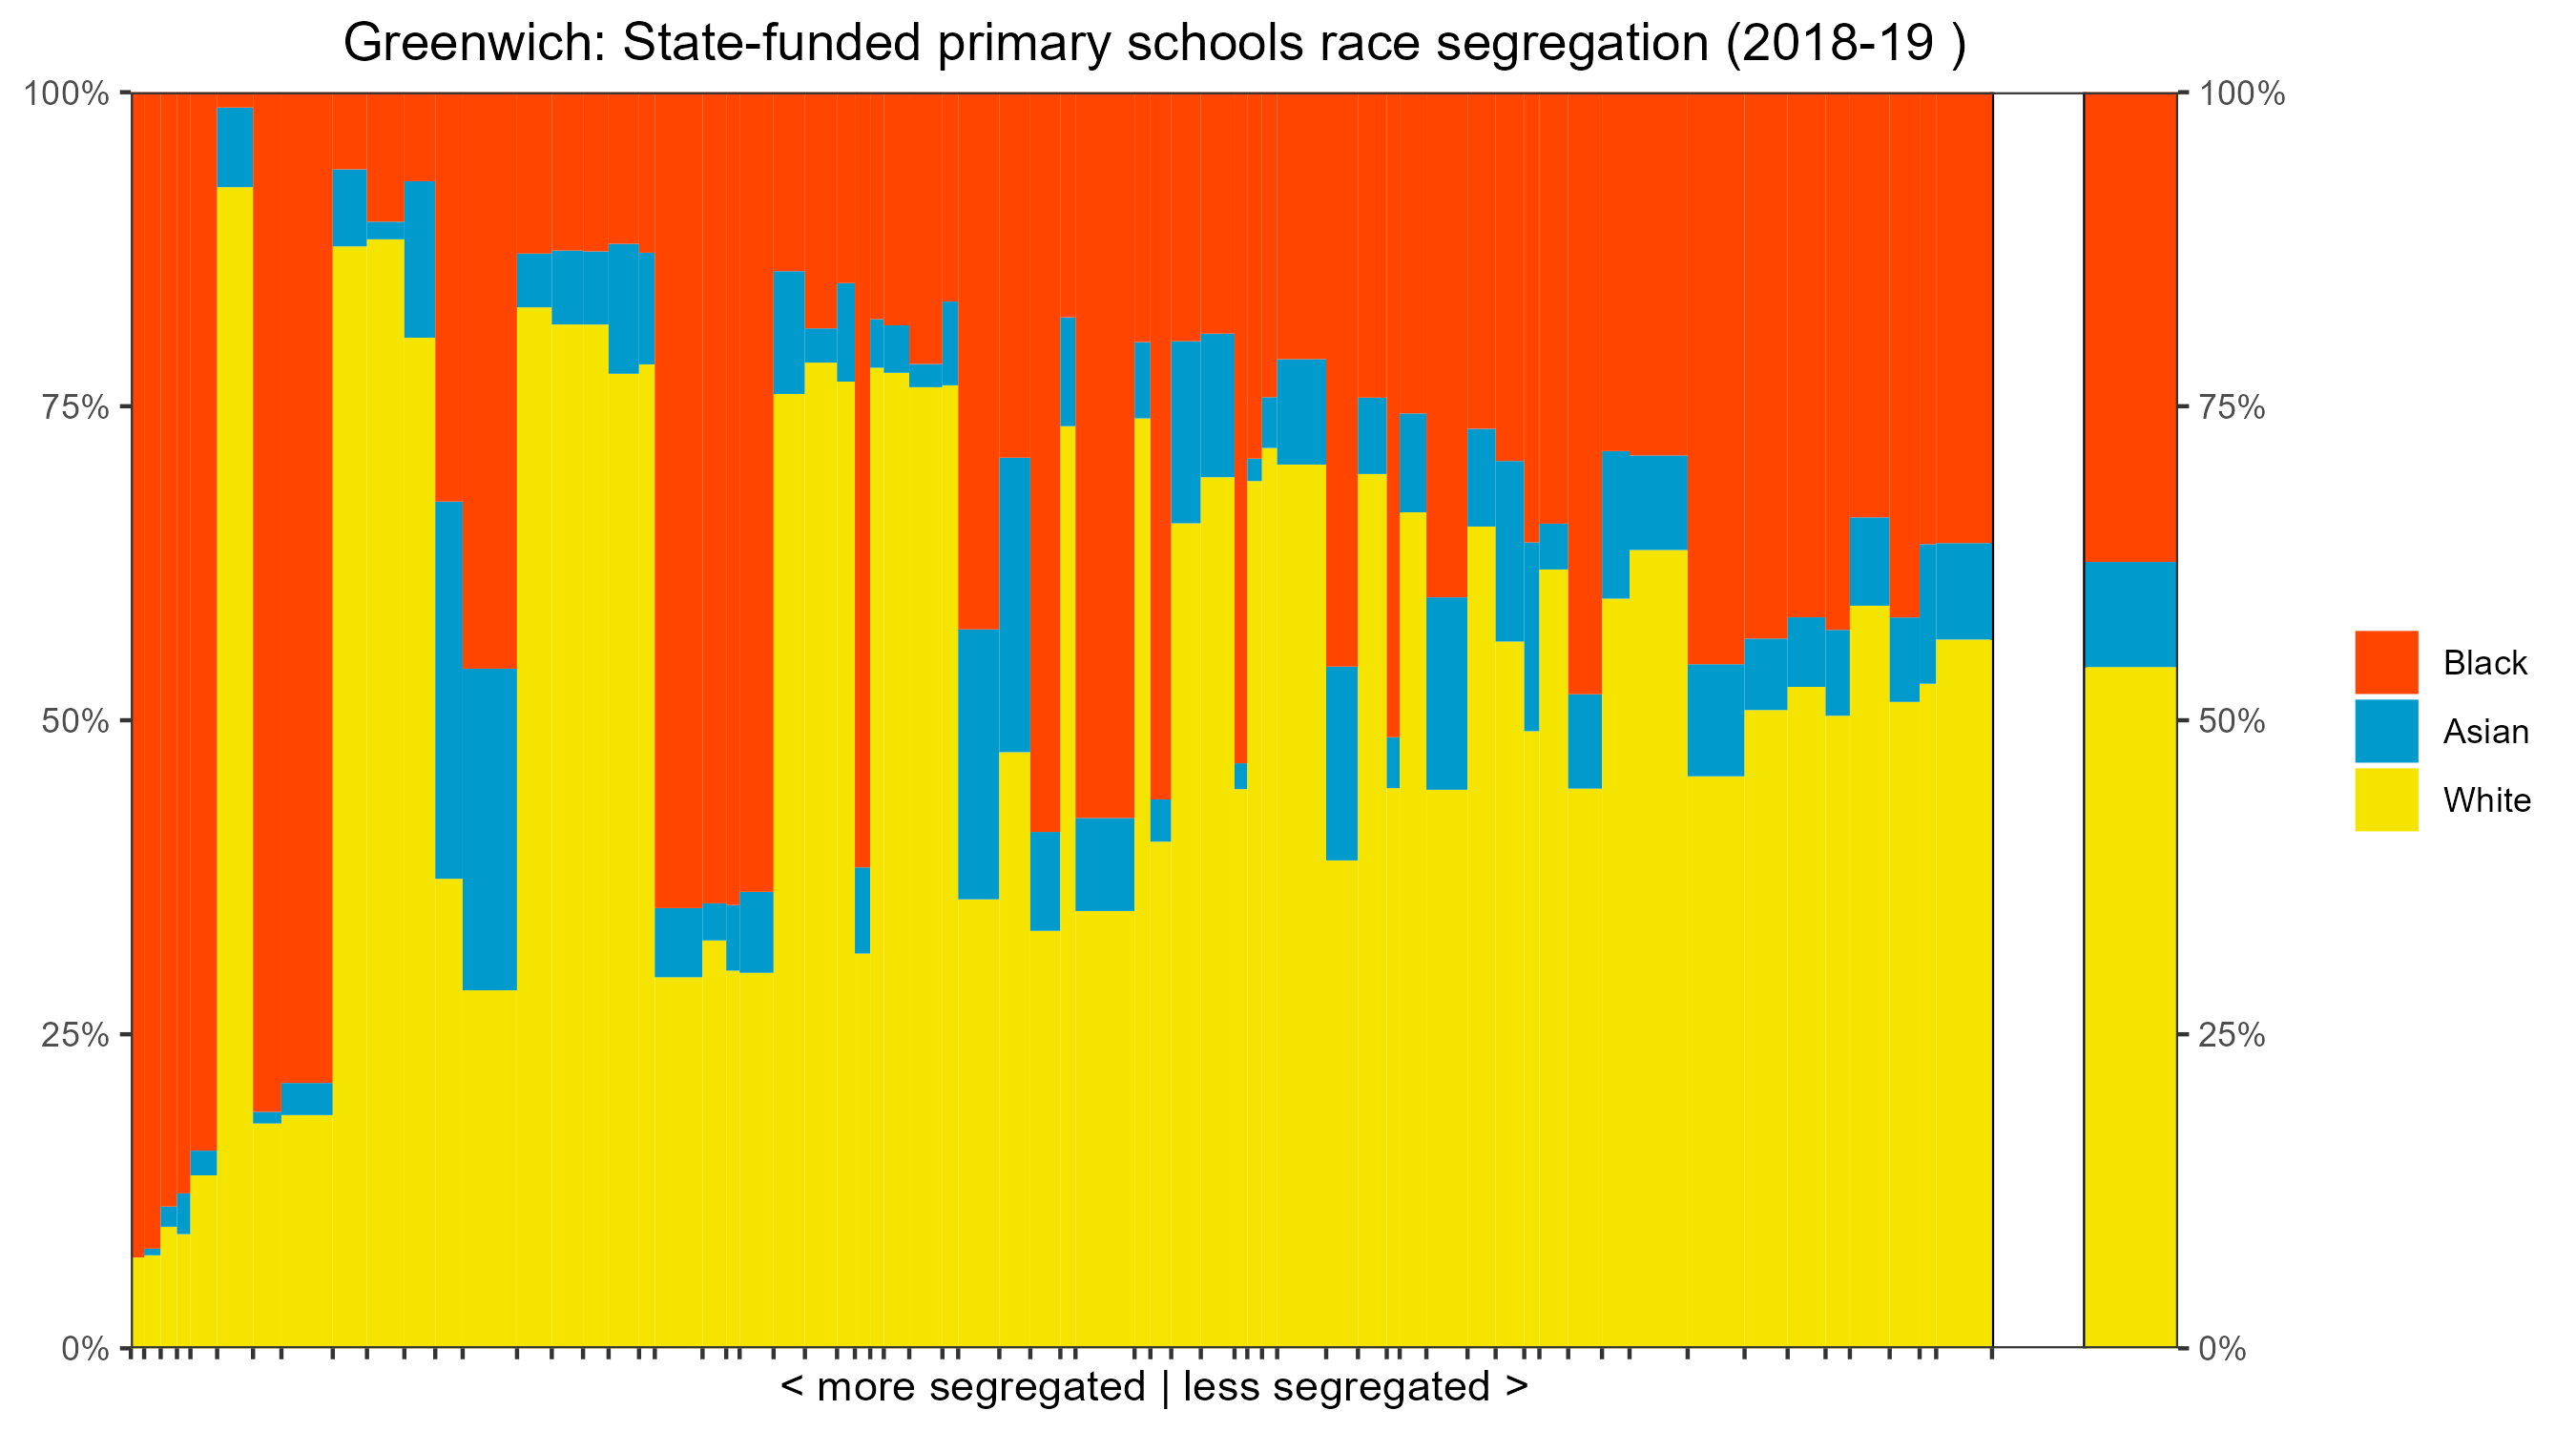 Greenwich: State-funded primary schools race segregation (2018-19 )
100%
75%
50%
25%
0%
100%
75%
50%
25%
0%
Black
Asian
White
< more segregated | less segregated >